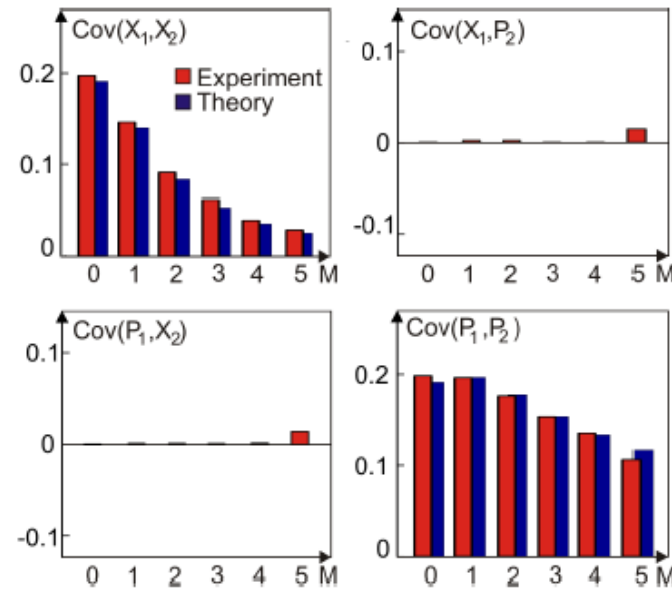 Cov(X₁,X₂)
0.2
0.1
0
Experiment
Theory
0 1 2 3 4 5 M
Cov(X₁,P₂)
0.1
0
-0.1
0 1 2 3 4 5 M
Cov(P₁,X₂)
0.1
0
-0.1
0 1 2 3 4 5 M
Cov(P₁,P₂)
0.2
0.1
0
0 1 2 3 4 5 M